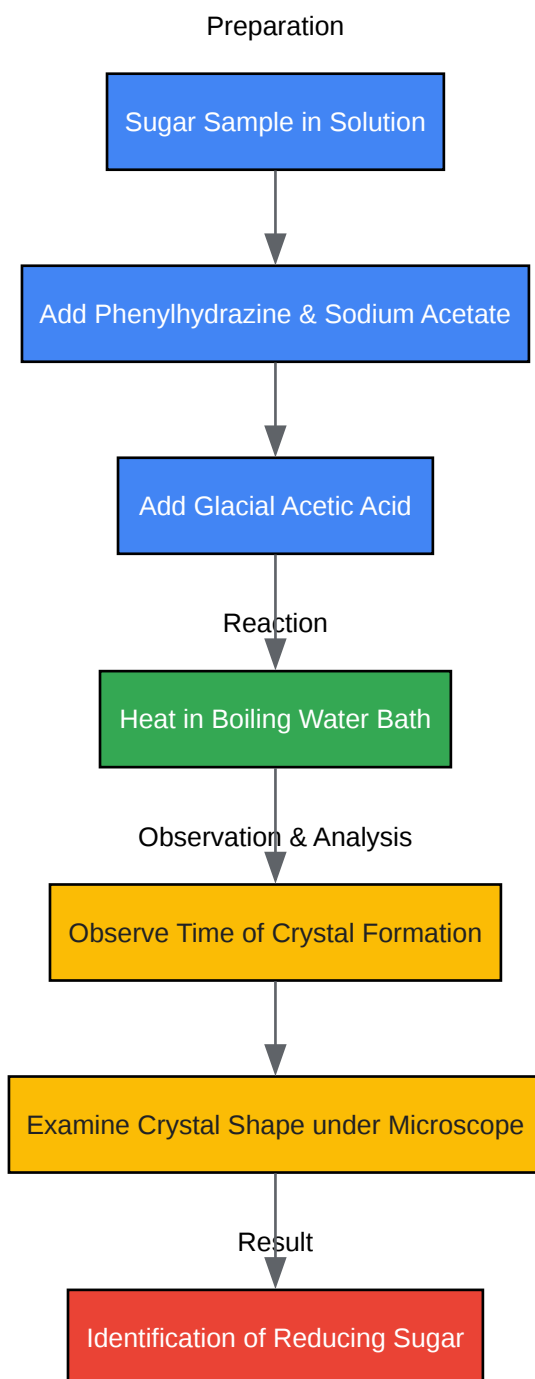 Preparation
Sugar Sample in Solution
Add Phenylhydrazine & Sodium Acetate
Add Glacial Acetic Acid
Reaction
Heat in Boiling Water Bath
Observation & Analysis
Observe Time of Crystal Formation
Examine Crystal Shape under Microscope
Result
Identification of Reducing Sugar